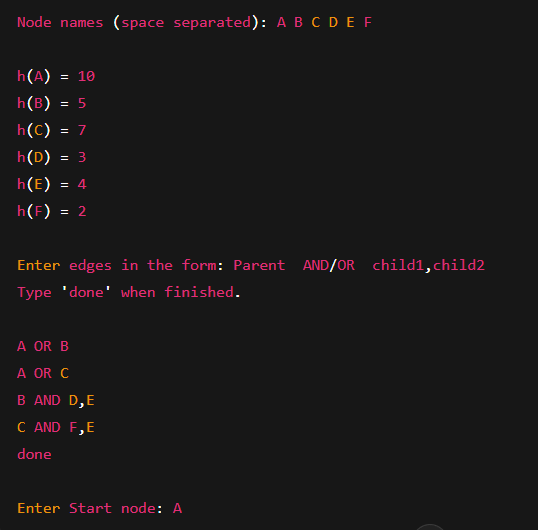 Node names (space separated): A B C D E F
h(A) = 10
h(B) = 5
h(C) = 7
h(D) = 3
h(E) = 4
h(F) = 2
Enter edges in the form: Parent  AND/OR  child1,child2
Type 'done' when finished.
A OR B
A OR C
B AND D,E
C AND F,E
done
Enter Start node: A